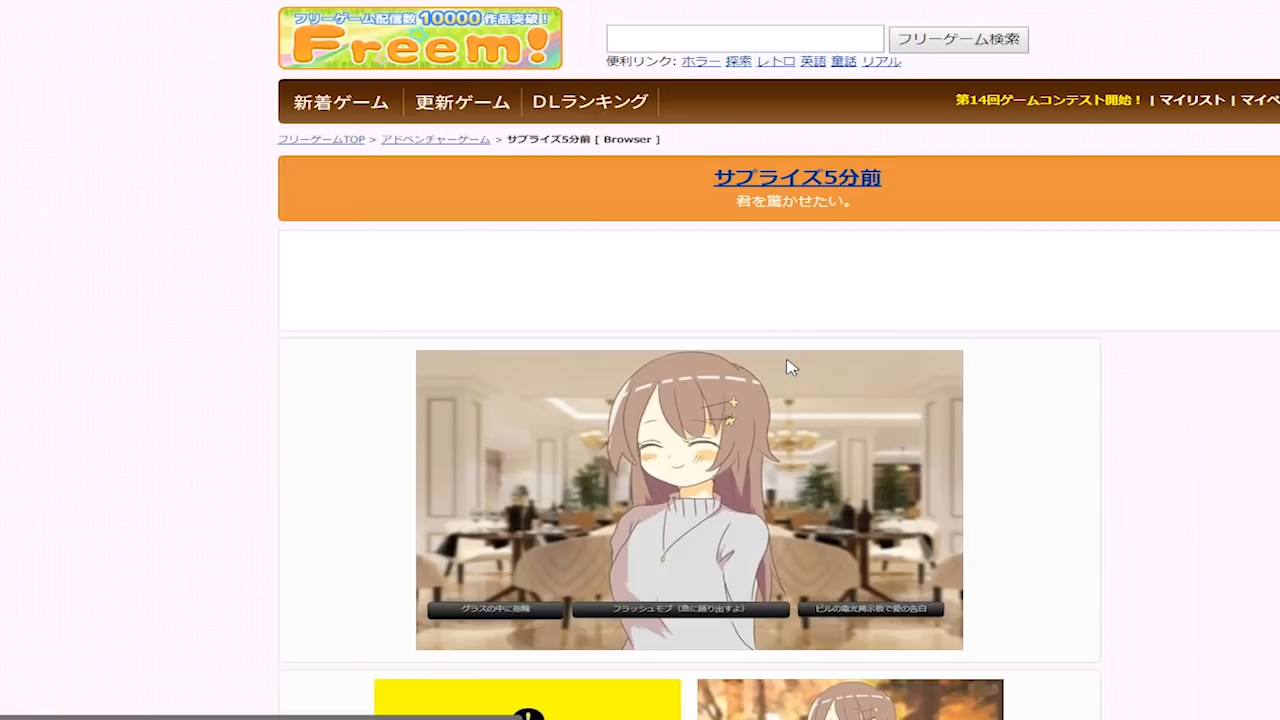 フリーゲーム配信数10000作品突破!
Freem!
フリーゲーム検索
便利リンク: ホラー 探索 レトロ 英語 童話 リアル
新着ゲーム 更新ゲーム DLランキング
第14回ゲームコンテスト開始! | マイリスト | マイペ
フリーゲームTOP > アドベンチャーゲーム > サプライズ5分前 [ Browser ]
サプライズ5分前
君を驚かせたい。
グラスの中に指輪 フラッシュモブ(急に踊り出すよ) ビルの電光掲示板で愛の告白